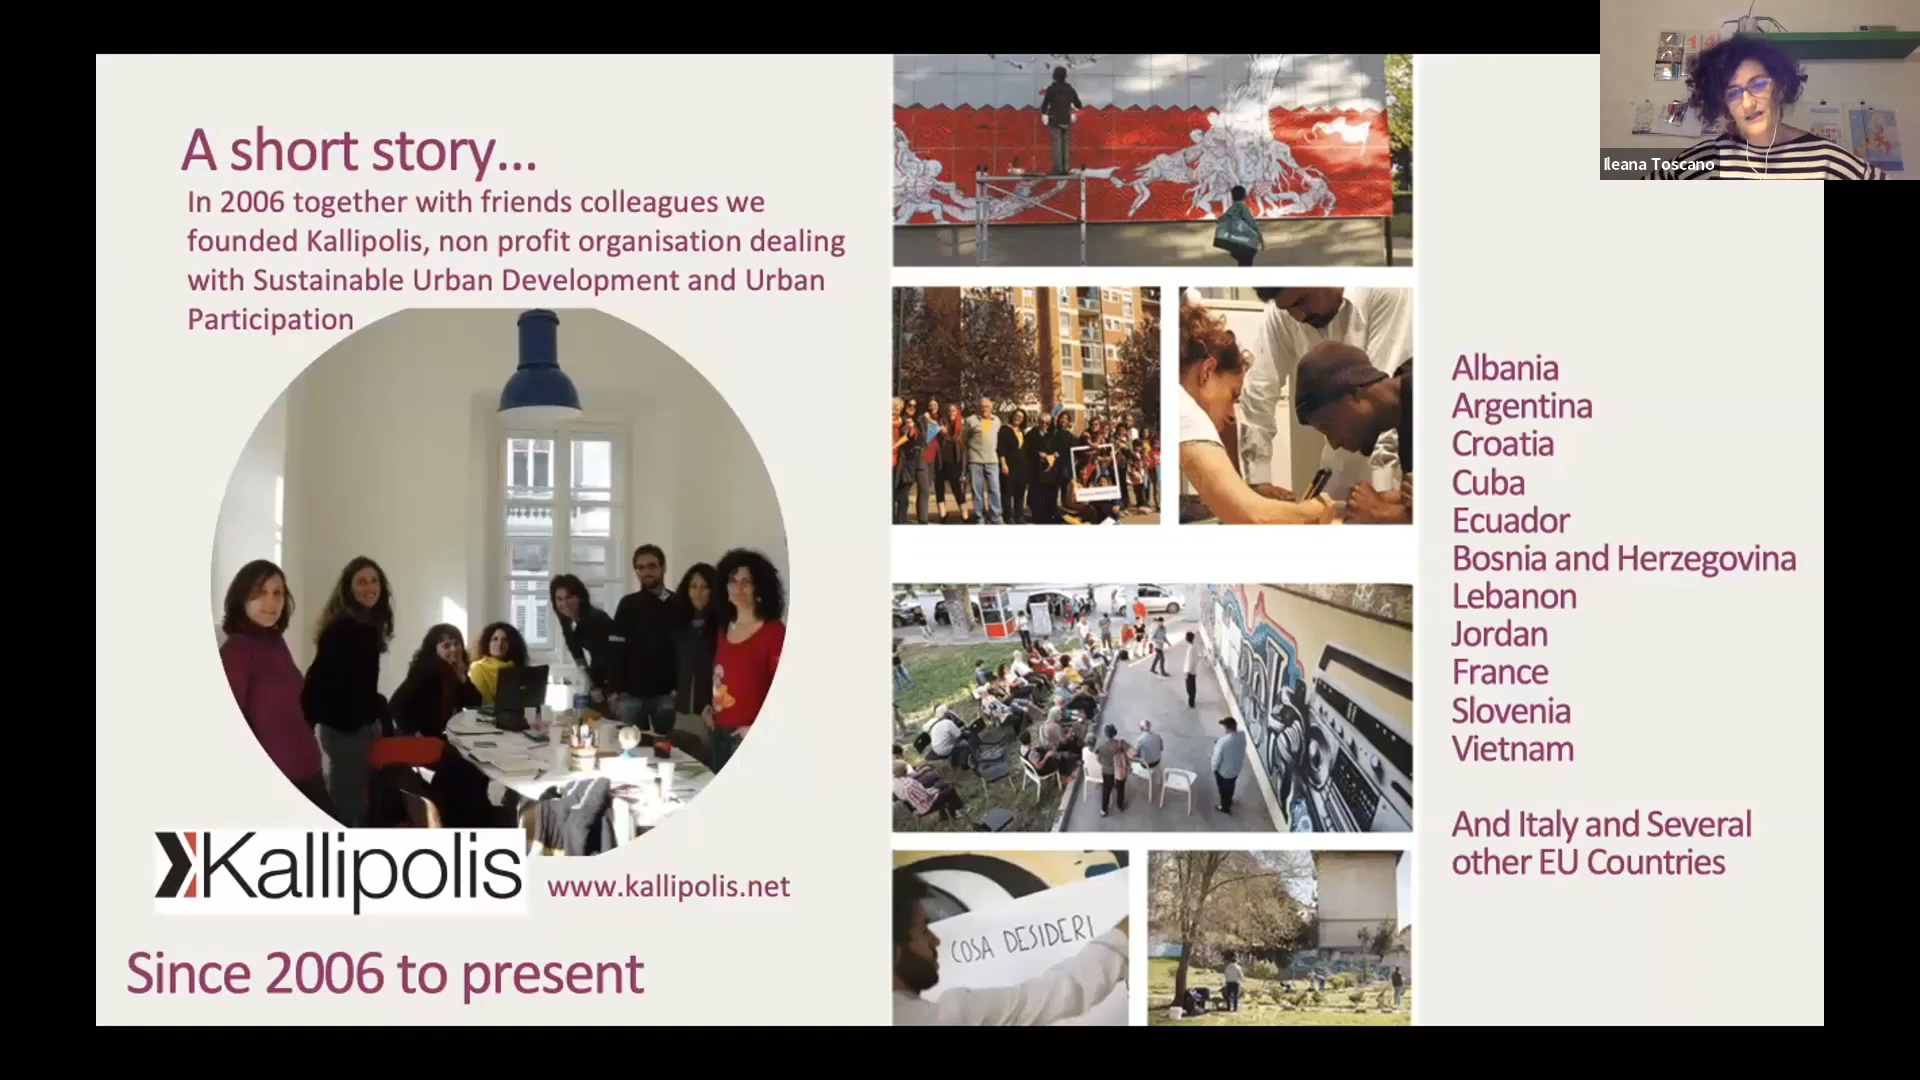 A short story...
In 2006 together with friends colleagues we
founded Kallipolis, non profit organisation dealing
with Sustainable Urban Development and Urban
Participation
Kallipolis
www.kallipolis.net
Since 2006 to present
COSA DESIDERI
Albania
Argentina
Croatia
Cuba
Ecuador
Bosnia and Herzegovina
Lebanon
Jordan
France
Slovenia
Vietnam
And Italy and Several
other EU Countries
Ileana Toscano